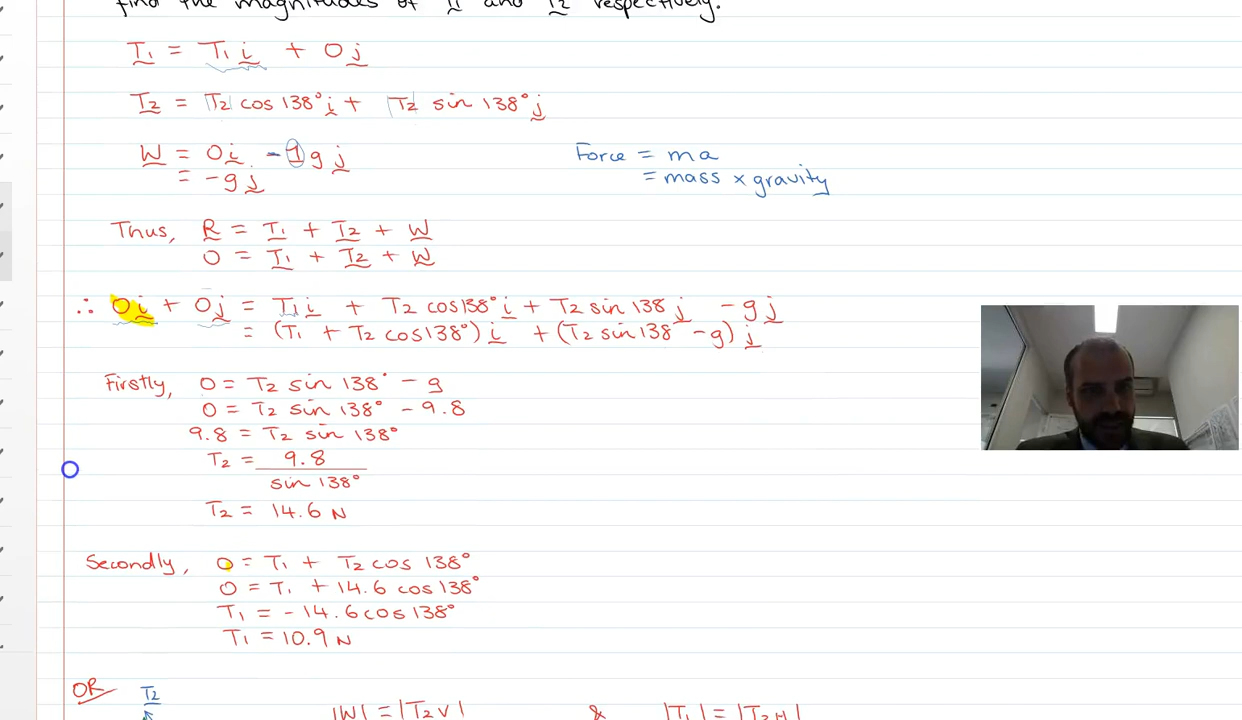 find the magnitudes of T1 and T2 respectively.
T1 = T1 i + 0 j
T2 = T2 cos 138° i + T2 sin 138° j
W = 0 i - 1 g j
= -g j
Force = ma
= mass × gravity
Thus, R = T1 + T2 + W
0 = T1 + T2 + W
∴ 0 i + 0 j = T1 i + T2 cos 138° i + T2 sin 138 j - g j
= (T1 + T2 cos 138°) i + (T2 sin 138 - g) j
Firstly, 0 = T2 sin 138° - g
0 = T2 sin 138° - 9.8
9.8 = T2 sin 138°
T2 = 9.8
sin 138°
T2 = 14.6 N
Secondly, 0 = T1 + T2 cos 138°
0 = T1 + 14.6 cos 138°
T1 = -14.6 cos 138°
T1 = 10.9 N
OR
T2
|W| = |T2V| & |T1| = |T2H|